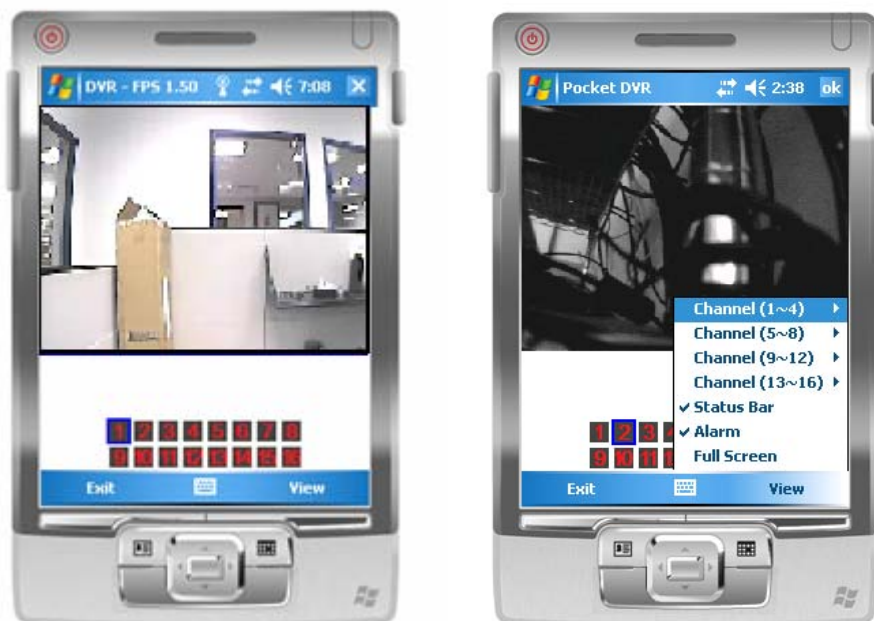 DVR - FPS 1.50 7:08
1 2 3 4 5 6 7 8
9 10 11 12 13 14 15 16
Exit View
Pocket DVR 2:38 ok
Channel (1~4)
Channel (5~8)
Channel (9~12)
Channel (13~16)
Status Bar
Alarm
Full Screen
1 2 3 4
9 10 11
Exit View